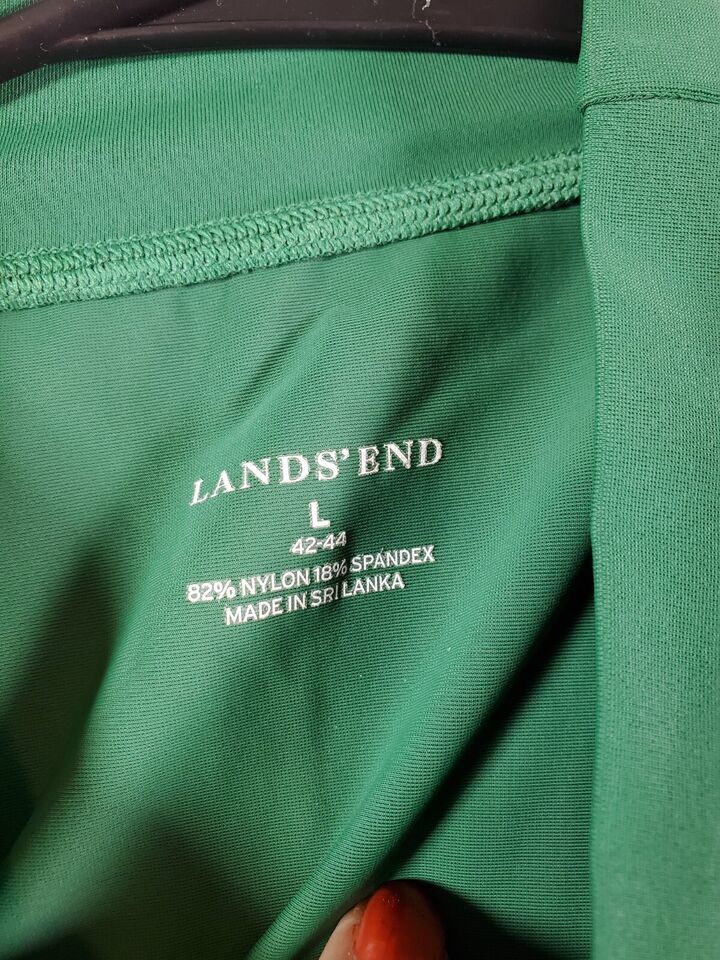 LANDS' END
L
42-44
82% NYLON 18% SPANDEX
MADE IN SRI LANKA